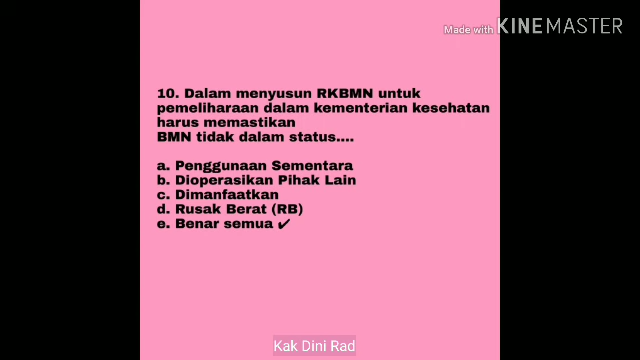 Made with KINEMASTER
10. Dalam menyusun RKBMN untuk
pemeliharaan dalam kementerian kesehatan
harus memastikan
BMN tidak dalam status....
a. Penggunaan Sementara
b. Dioperasikan Pihak Lain
c. Dimanfaatkan
d. Rusak Berat (RB)
e. Benar semua ✔
Kak Dini Rad